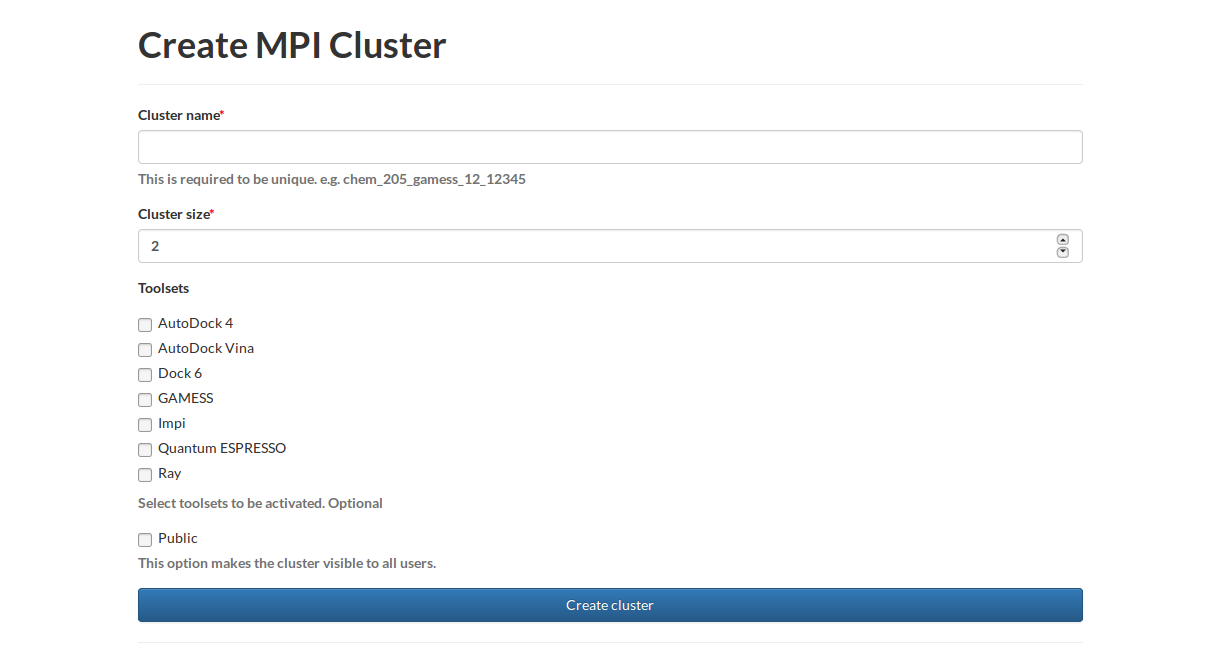 Create MPI Cluster
Cluster name*
This is required to be unique. e.g. chem_205_gamess_12_12345
Cluster size*
2
Toolsets
AutoDock 4
AutoDock Vina
Dock 6
GAMESS
Impi
Quantum ESPRESSO
Ray
Select toolsets to be activated. Optional
Public
This option makes the cluster visible to all users.
Create cluster